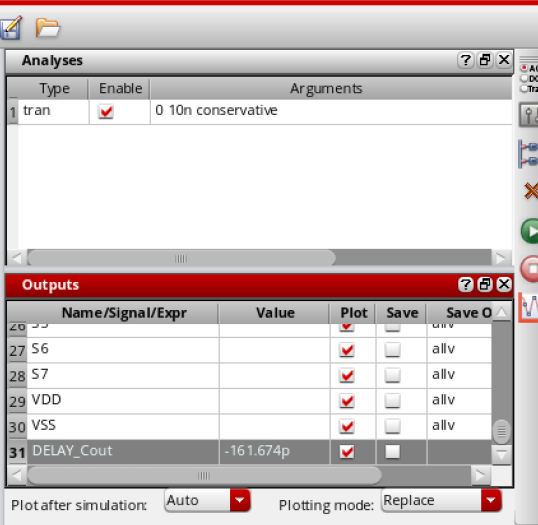 Analyses
Type Enable Arguments
1 tran 0 10n conservative
Outputs
Name/Signal/Expr Value Plot Save Save O
26
27 S6 allv
28 S7 allv
29 VDD allv
30 VSS allv
31 DELAY_Cout -161.674p
Plot after simulation: Auto Plotting mode: Replace